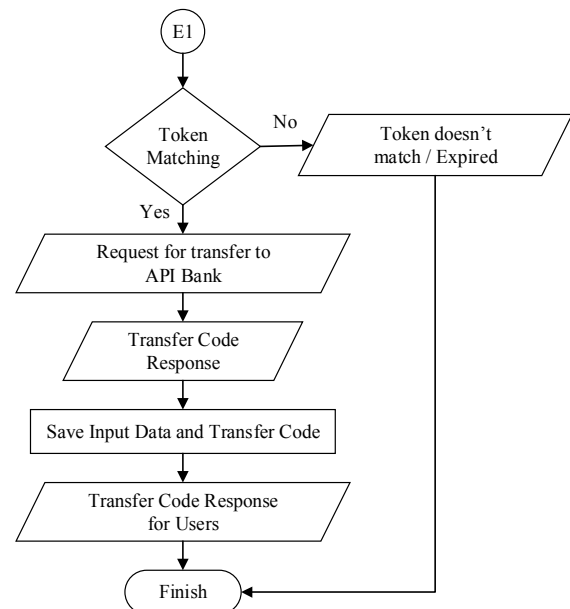 E1
Token
Matching
No
Token doesn't
match / Expired
Yes
Request for transfer to
API Bank
Transfer Code
Response
Save Input Data and Transfer Code
Transfer Code Response
for Users
Finish